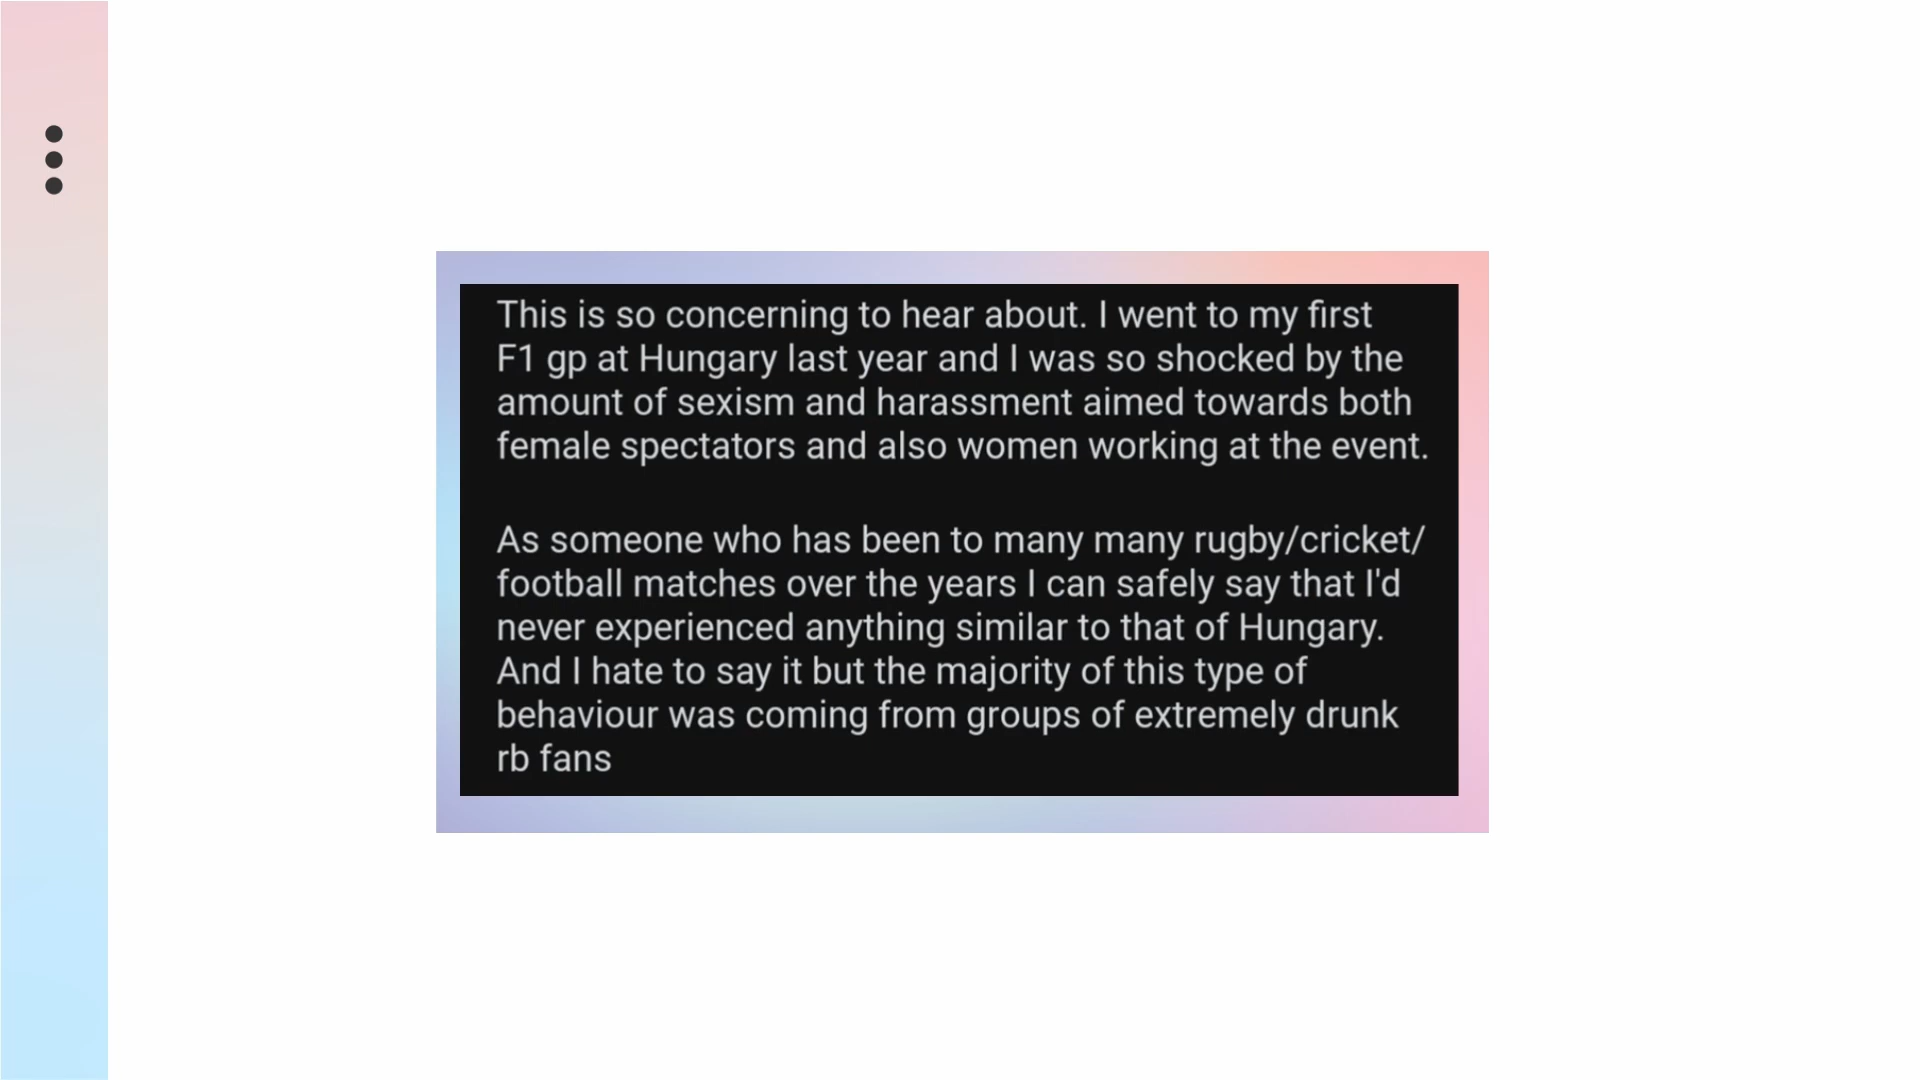 This is so concerning to hear about. I went to my first
F1 gp at Hungary last year and I was so shocked by the
amount of sexism and harassment aimed towards both
female spectators and also women working at the event.
As someone who has been to many many rugby/cricket/
football matches over the years I can safely say that I'd
never experienced anything similar to that of Hungary.
And I hate to say it but the majority of this type of
behaviour was coming from groups of extremely drunk
rb fans